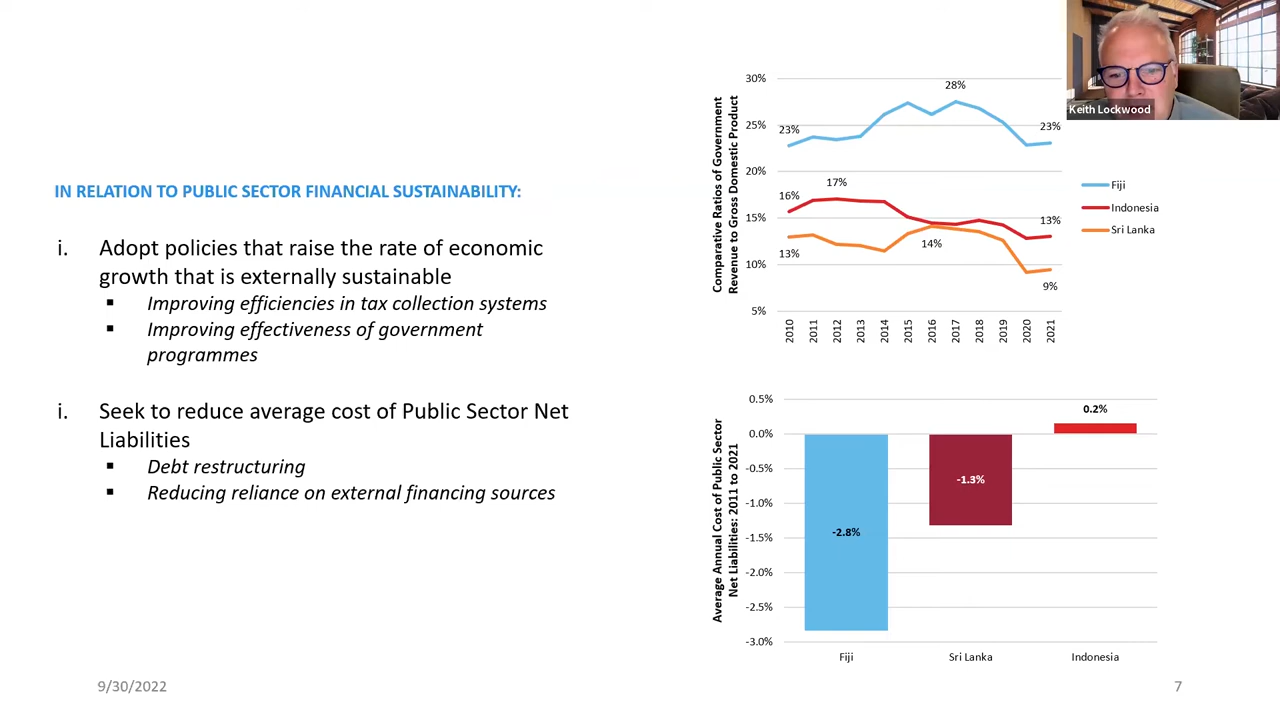 IN RELATION TO PUBLIC SECTOR FINANCIAL SUSTAINABILITY:
i. Adopt policies that raise the rate of economic
growth that is externally sustainable
▪ Improving efficiencies in tax collection systems
▪ Improving effectiveness of government
programmes
i. Seek to reduce average cost of Public Sector Net
Liabilities
▪ Debt restructuring
▪ Reducing reliance on external financing sources
9/30/2022
Comparative Ratios of Government
Revenue to Gross Domestic Product
30%
25%
20%
15%
10%
5%
23%
28%
23%
16%
17%
13%
13%
14%
9%
2010
2011
2012
2013
2014
2015
2016
2017
2018
2019
2020
2021
Fiji
Indonesia
Sri Lanka
Keith Lockwood
Average Annual Cost of Public Sector
Net Liabilities: 2011 to 2021
0.5%
0.0%
-0.5%
-1.0%
-1.5%
-2.0%
-2.5%
-3.0%
-2.8%
-1.3%
0.2%
Fiji
Sri Lanka
Indonesia
7